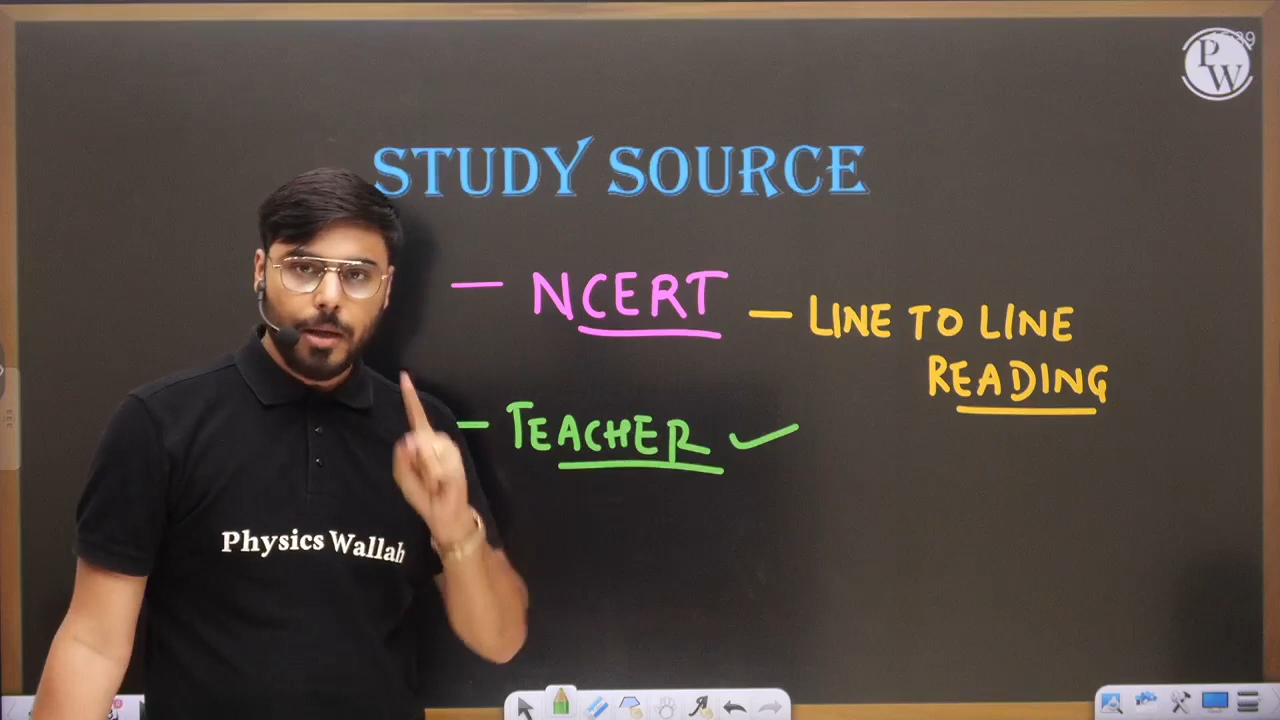 PW
STUDY SOURCE
— NCERT
— LINE TO LINE
READING
— TEACHER ✓
Physics Wallah